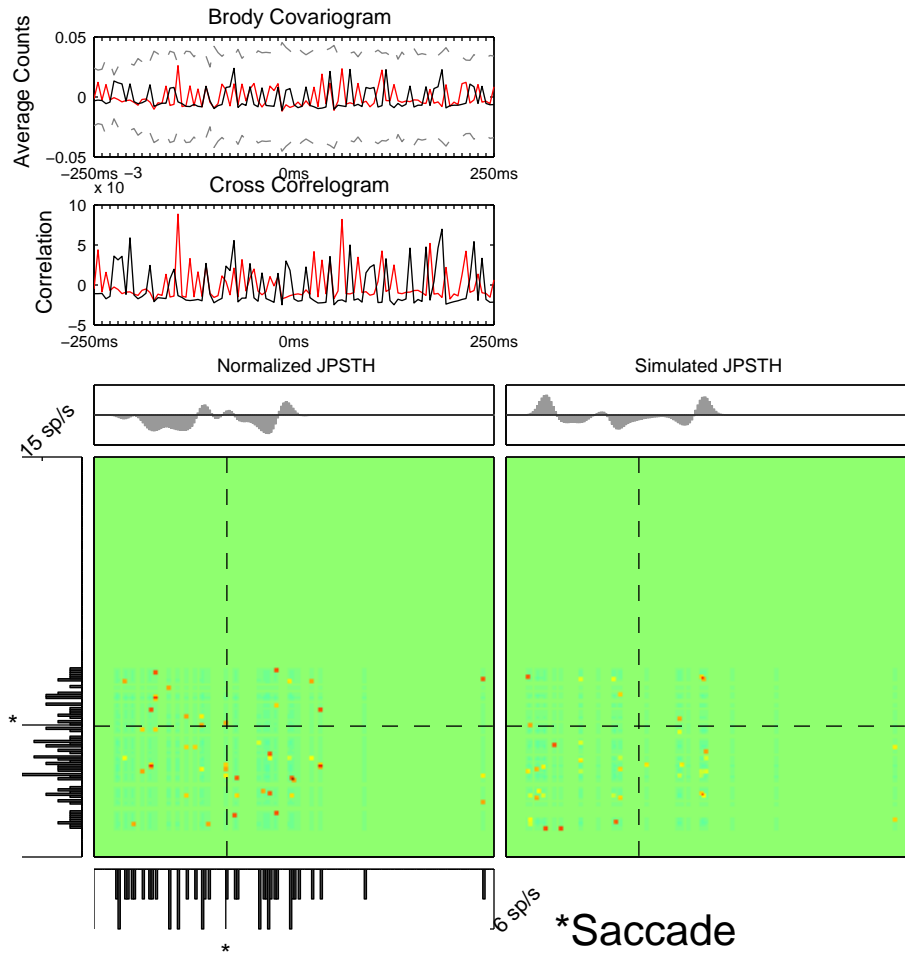 Brody Covariogram
Average Counts
0.05
0
−0.05
−250ms
−3
0ms
250ms
x 10
Cross Correlogram
Correlation
10
5
0
−5
−250ms
0ms
250ms
Normalized JPSTH
Simulated JPSTH
15 sp/s
*
6 sp/s
*
*Saccade